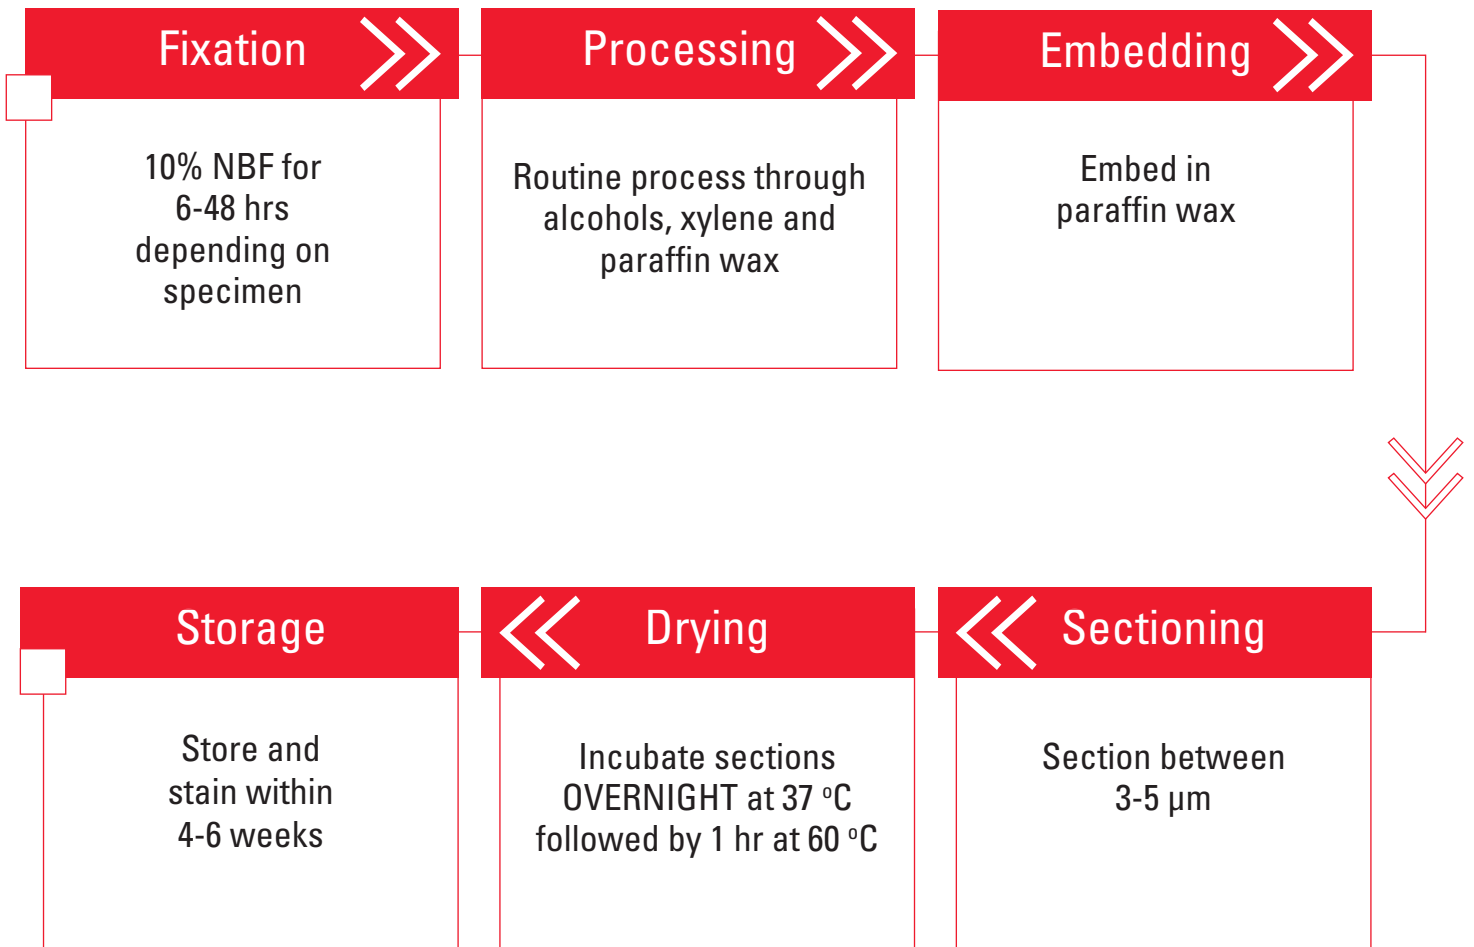 Fixation
10% NBF for
6-48 hrs
depending on
specimen
Processing
Routine process through
alcohols, xylene and
paraffin wax
Embedding
Embed in
paraffin wax
Sectioning
Section between
3-5 µm
Drying
Incubate sections
OVERNIGHT at 37 ºC
followed by 1 hr at 60 ºC
Storage
Store and
stain within
4-6 weeks